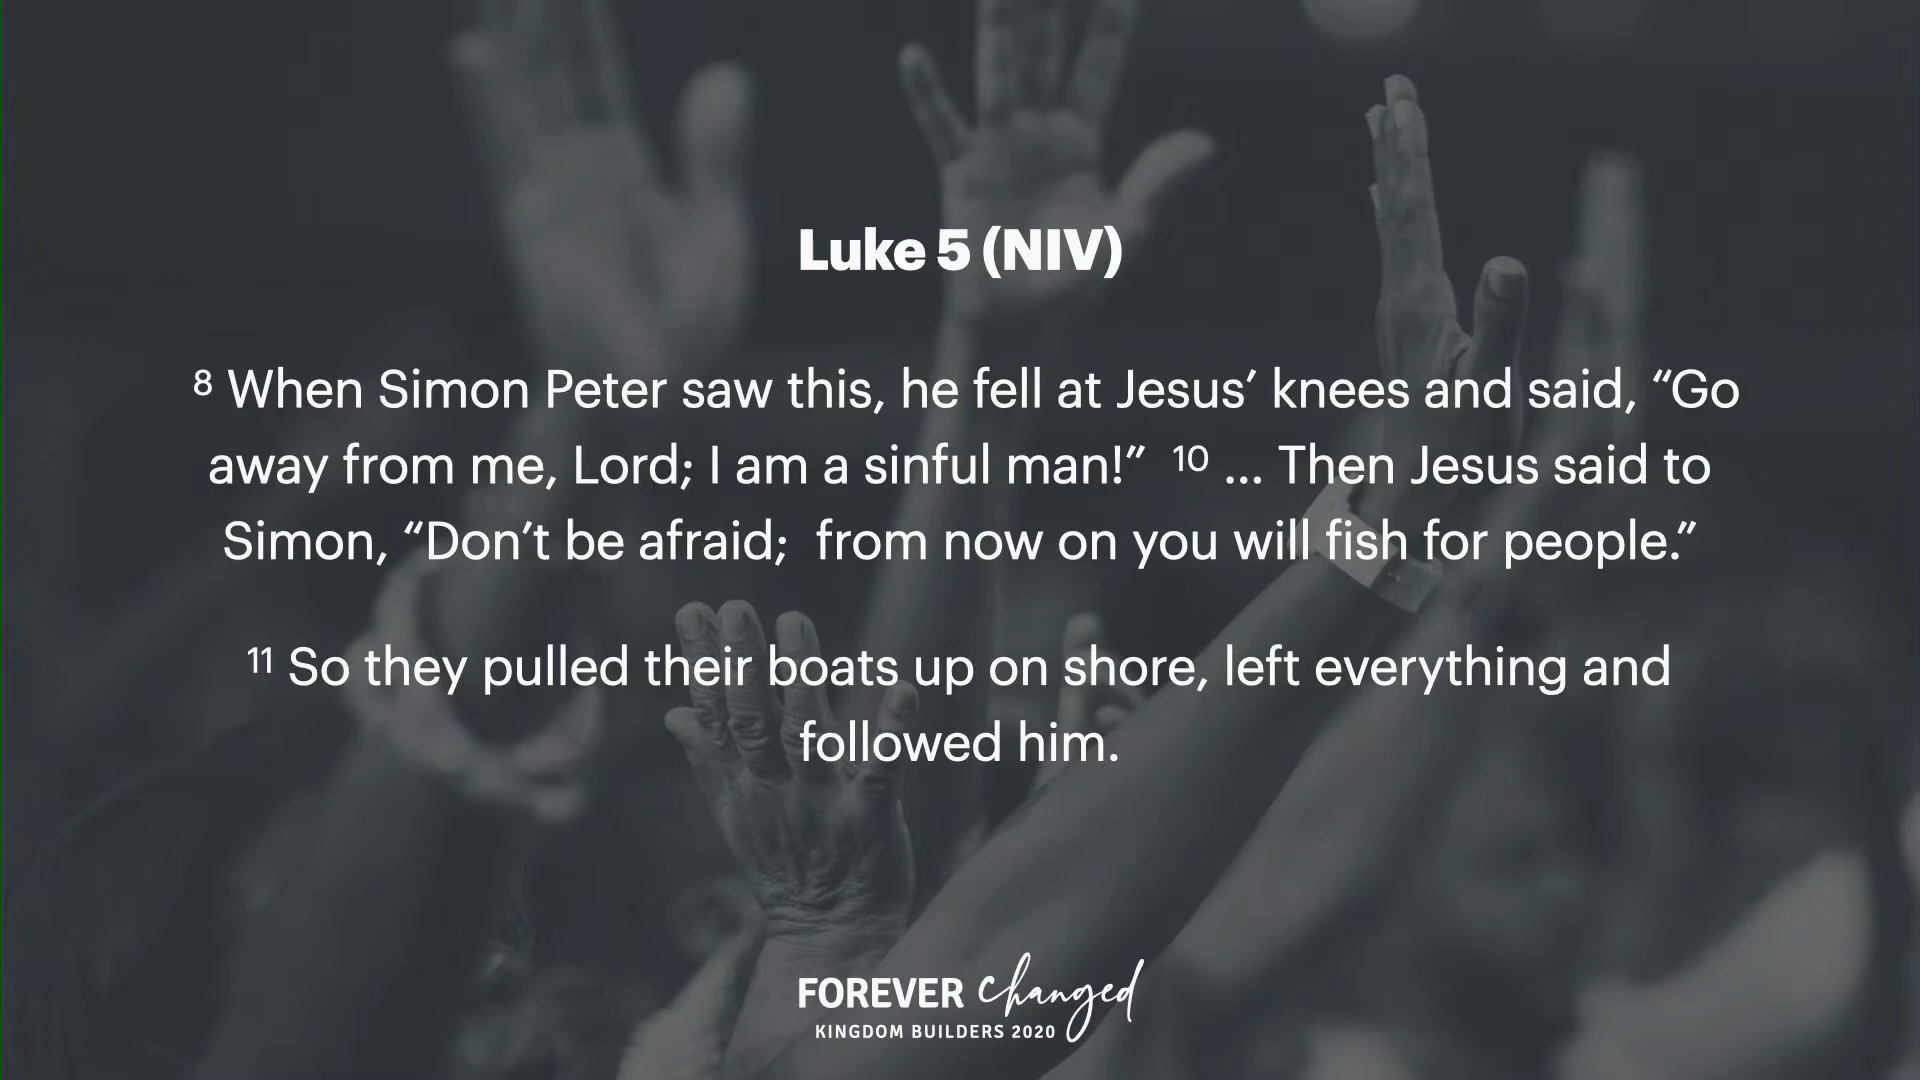 Luke 5 (NIV)
8 When Simon Peter saw this, he fell at Jesus’ knees and said, “Go
away from me, Lord; I am a sinful man!” 10 ... Then Jesus said to
Simon, “Don’t be afraid; from now on you will fish for people.”
11 So they pulled their boats up on shore, left everything and
followed him.
FOREVER changed
KINGDOM BUILDERS 2020